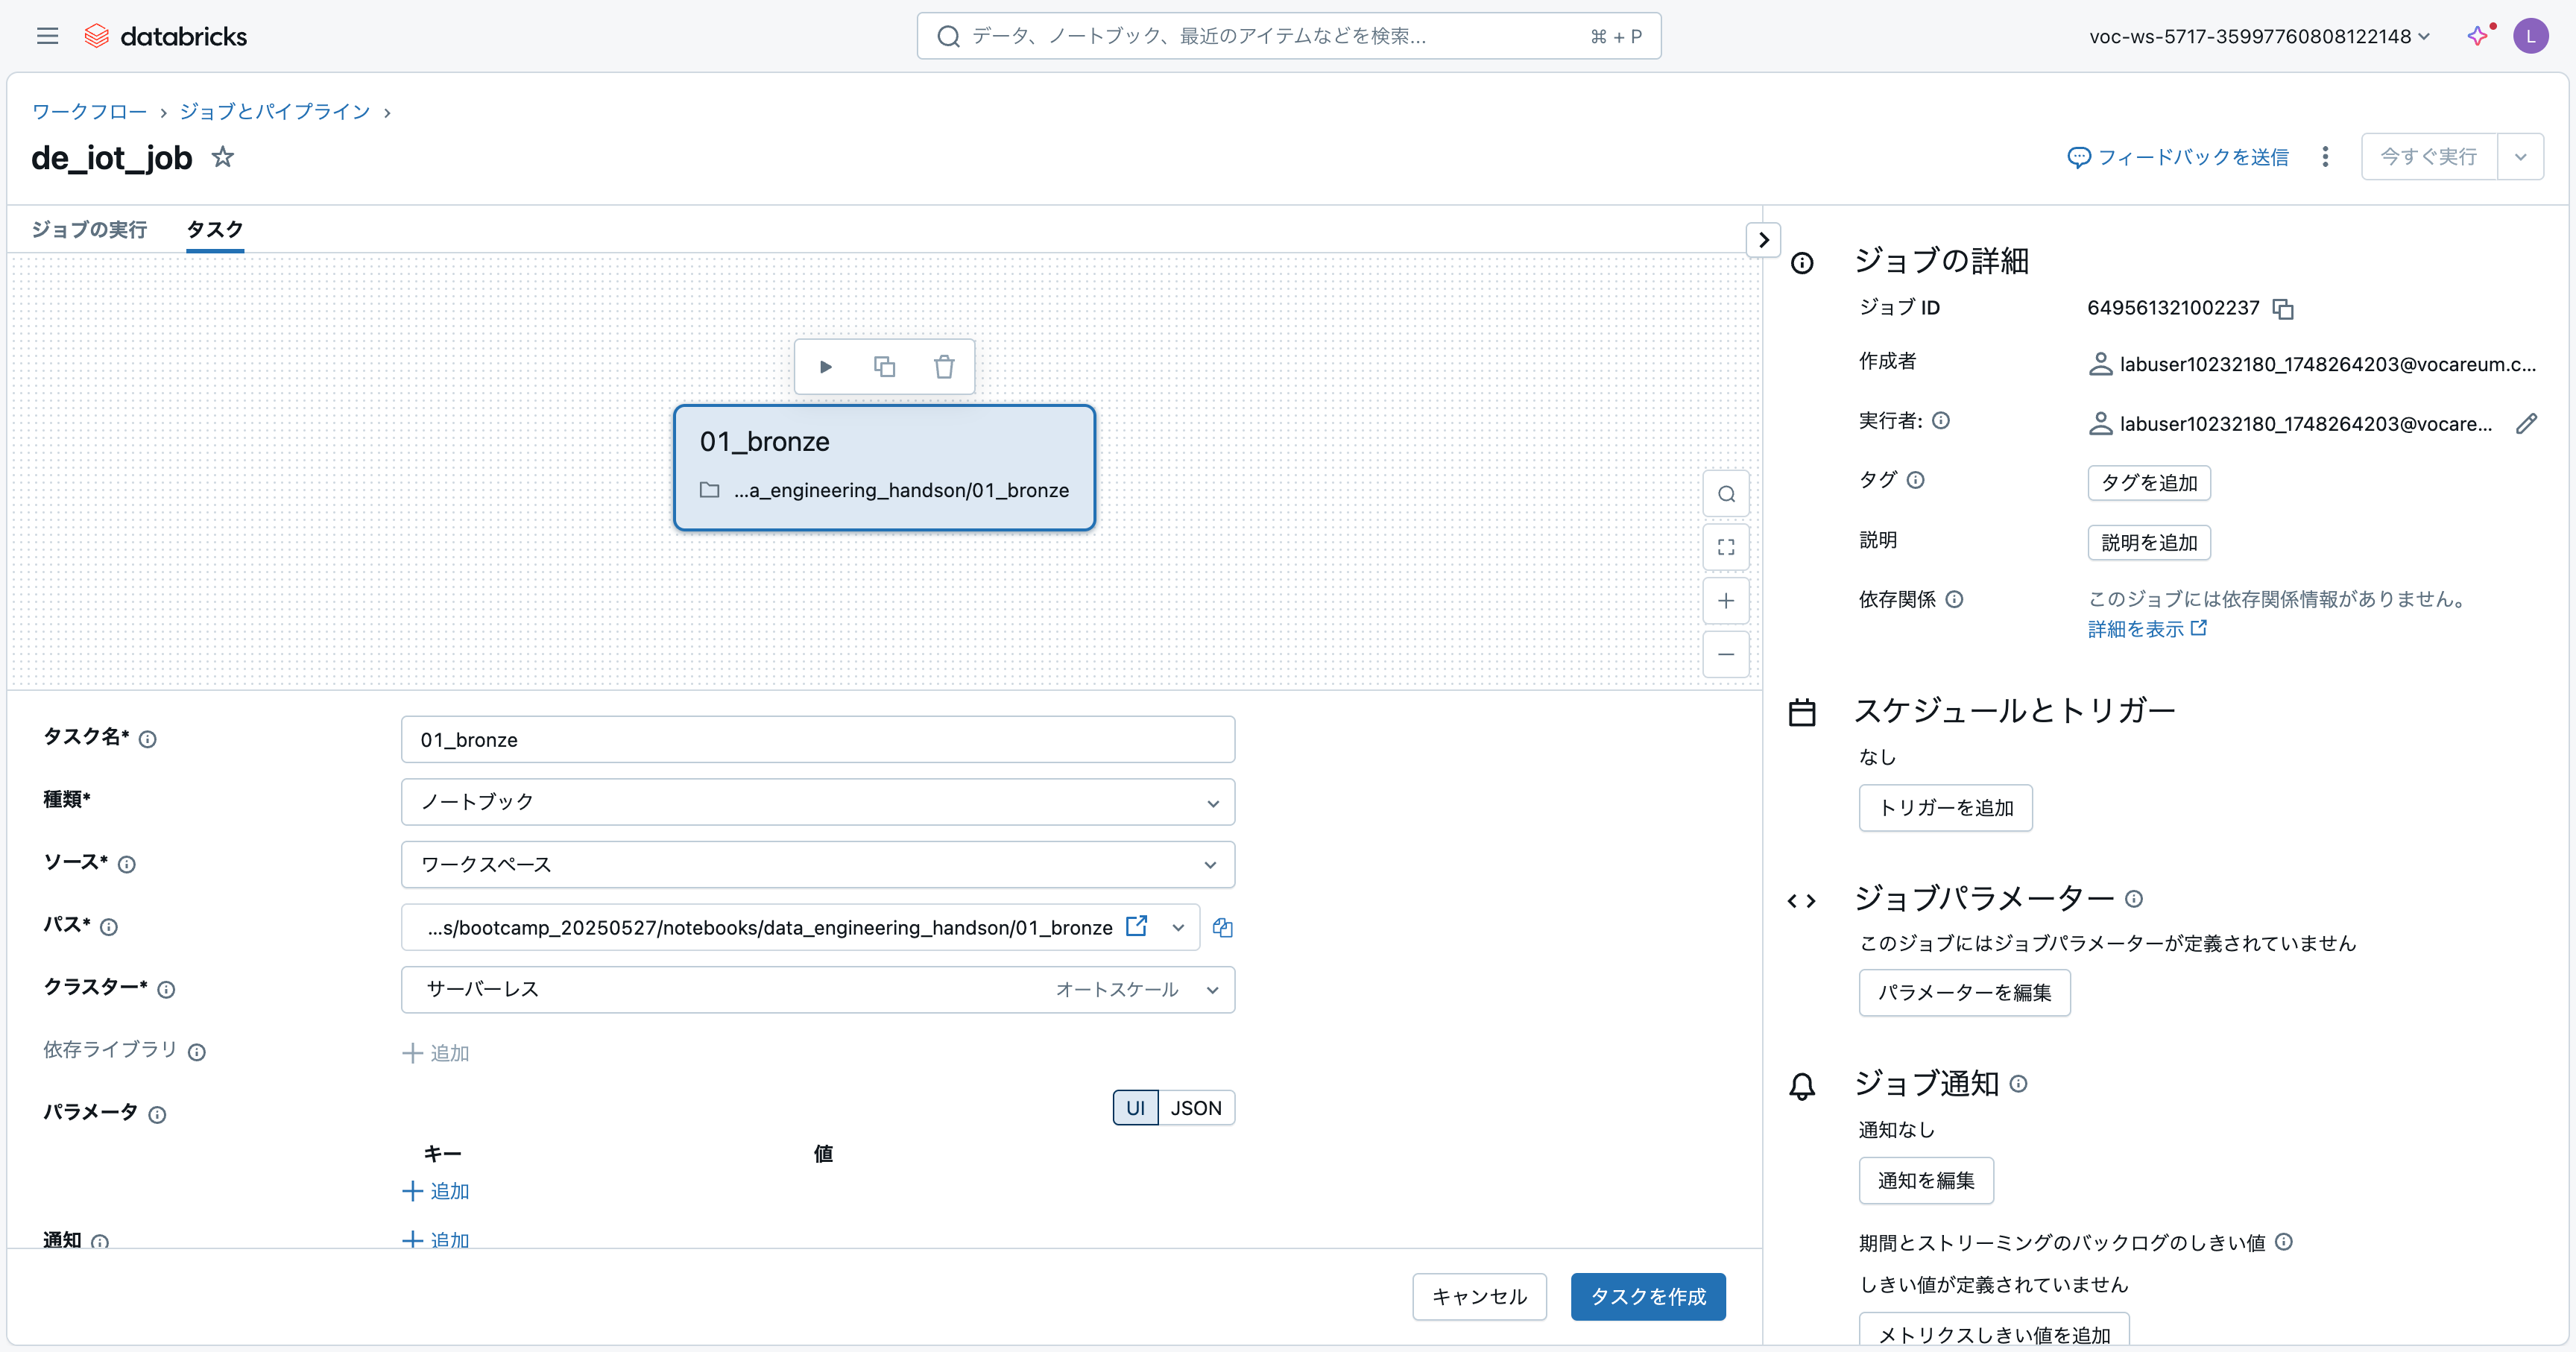 databricks
データ、ノートブック、最近のアイテムなどを検索...
⌘ + P
voc-ws-5717-35997760808122148
L
ワークフロー › ジョブとパイプライン ›
de_iot_job
フィードバックを送信
今すぐ実行
ジョブの実行
タスク
01_bronze
...a_engineering_handson/01_bronze
タスク名*
01_bronze
種類*
ノートブック
ソース*
ワークスペース
パス*
...s/bootcamp_20250527/notebooks/data_engineering_handson/01_bronze
クラスター*
サーバーレス
オートスケール
依存ライブラリ
追加
パラメータ
UI
JSON
キー
値
追加
通知
追加
キャンセル
タスクを作成
ジョブの詳細
ジョブ ID
649561321002237
作成者
labuser10232180_1748264203@vocareum.c...
実行者:
labuser10232180_1748264203@vocare...
タグ
タグを追加
説明
説明を追加
依存関係
このジョブには依存関係情報がありません。
詳細を表示
スケジュールとトリガー
なし
トリガーを追加
ジョブパラメーター
このジョブにはジョブパラメーターが定義されていません
パラメーターを編集
ジョブ通知
通知なし
通知を編集
期間とストリーミングのバックログのしきい値
しきい値が定義されていません
メトリクスしきい値を追加